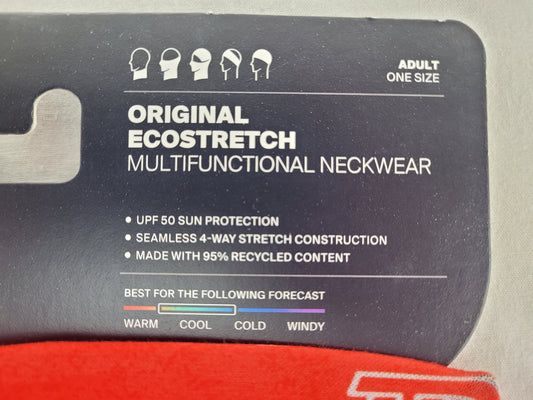 ADULT
ONE SIZE
ORIGINAL
ECOSTRETCH
MULTIFUNCTIONAL NECKWEAR
• UPF 50 SUN PROTECTION
• SEAMLESS 4-WAY STRETCH CONSTRUCTION
• MADE WITH 95% RECYCLED CONTENT
BEST FOR THE FOLLOWING FORECAST
WARM COOL COLD WINDY